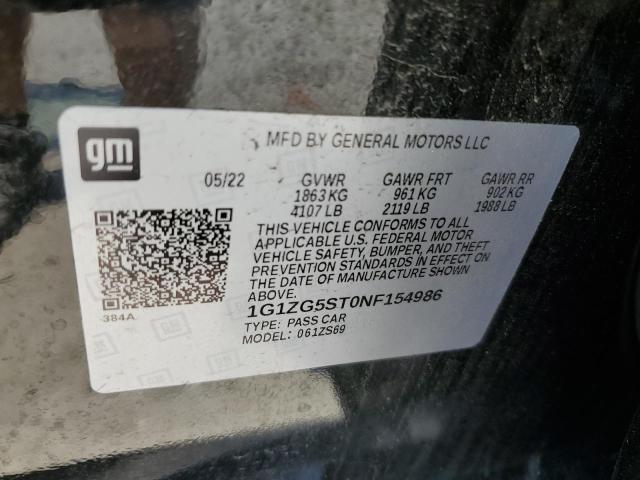 gm
MFD BY GENERAL MOTORS LLC
05/22 GVWR GAWR FRT GAWR RR
1863 KG 961 KG 902 KG
4107 LB 2119 LB 1988 LB
THIS VEHICLE CONFORMS TO ALL
APPLICABLE U.S. FEDERAL MOTOR
VEHICLE SAFETY, BUMPER, AND THEFT
PREVENTION STANDARDS IN EFFECT ON
THE DATE OF MANUFACTURE SHOWN
ABOVE.
384A
1G1ZG5ST0NF154986
TYPE: PASS CAR
MODEL: 061ZS69